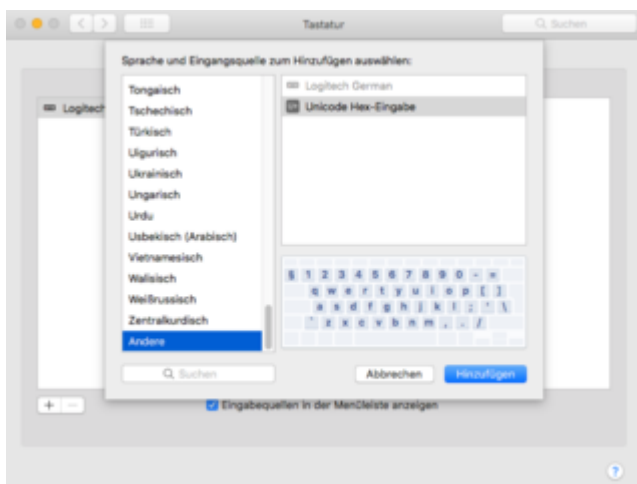 Tastatur
Suchen
Sprache und Eingangsquelle zum Hinzufügen auswählen:
Logitech
Tongaisch
Tschechisch
Türkisch
Uigurisch
Ukrainisch
Ungarisch
Urdu
Usbekisch (Arabisch)
Vietnamesisch
Walisisch
Weißrussisch
Zentralkurdisch
Andere
Logitech German
Unicode Hex-Eingabe
§ 1 2 3 4 5 6 7 8 9 0 - =
q w e r t y u i o p [ ]
a s d f g h j k l ; ' \
` z x c v b n m , . /
Suchen
Abbrechen
Hinzufügen
+ −
Eingabequellen in der Menüleiste anzeigen
?